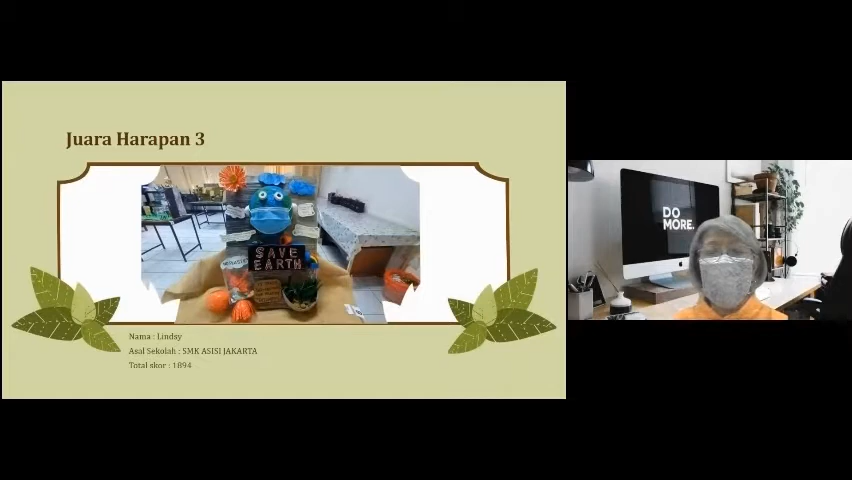 Juara Harapan 3
SAVE
EARTH
Nama : Lindsy
Asal Sekolah : SMK ASISI JAKARTA
Total skor : 1894
DO
MORE.